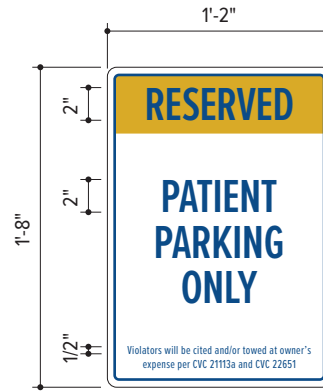 1'-2"
1'-8"
2"
RESERVED
2"
PATIENT
PARKING
ONLY
1/2"
Violators will be cited and/or towed at owner's
expense per CVC 21113a and CVC 22651